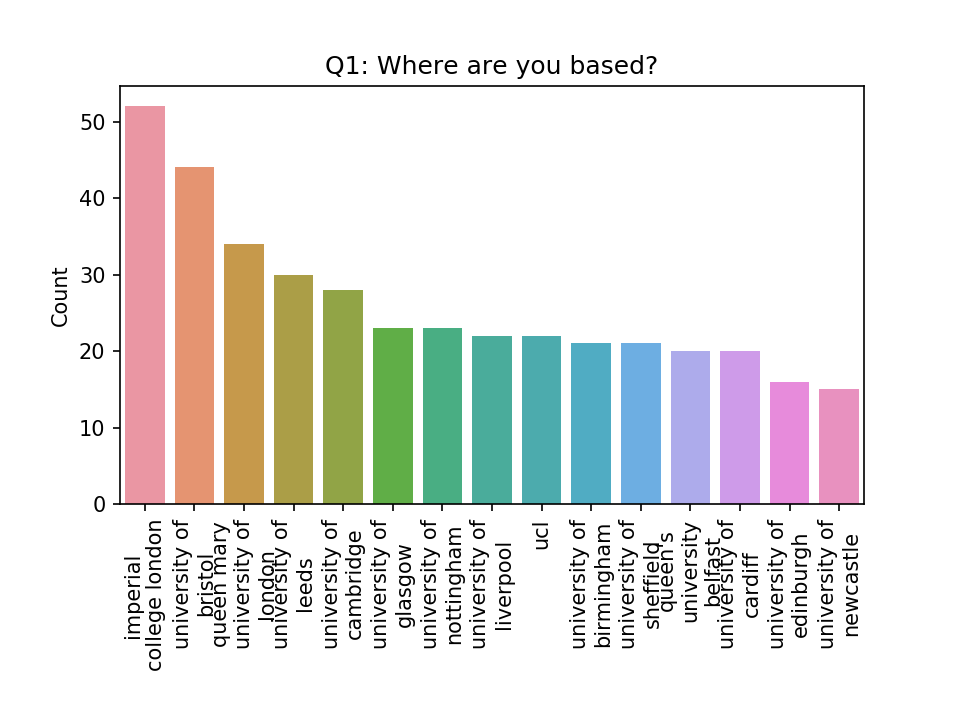 Q1: Where are you based?
Count
50
40
30
20
10
0
imperial
college london
university of
bristol
queen mary
university of
london
university of
leeds
university of
cambridge
university of
glasgow
university of
nottingham
university of
liverpool
ucl
university of
birmingham
university of
sheffield
queen's
university
belfast
university of
cardiff
university of
edinburgh
university of
newcastle